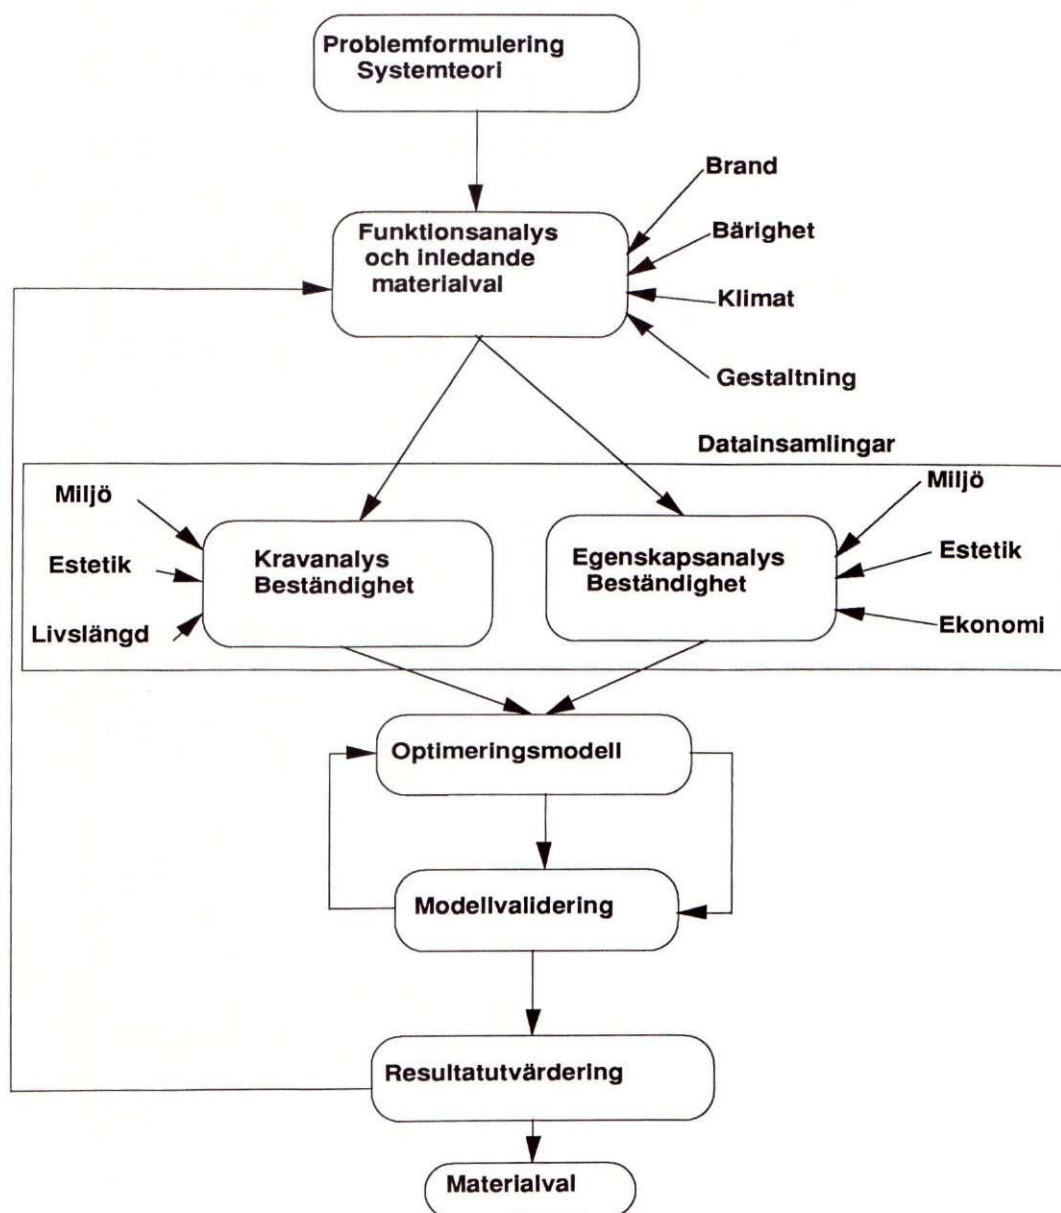 Problemformulering
Systemteori
Brand
Funktionsanalys
och inledande
materialval
Bärighet
Klimat
Gestaltning
Datainsamlingar
Miljö
Estetik
Livslängd
Kravanalys
Beständighet
Egenskapsanalys
Beständighet
Miljö
Estetik
Ekonomi
Optimeringsmodell
Modellvalidering
Resultatutvärdering
Materialval